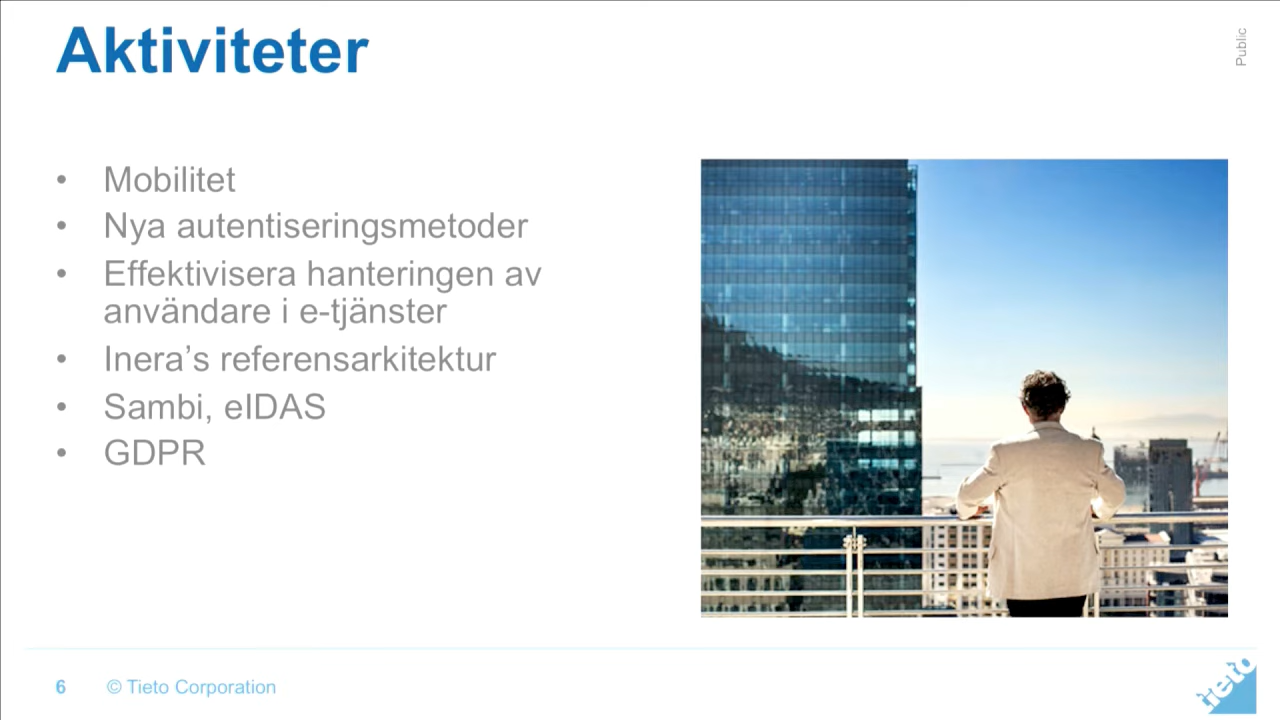 Aktiviteter
Public
• Mobilitet
• Nya autentiseringsmetoder
• Effektivisera hanteringen av
användare i e-tjänster
• Inera’s referensarkitektur
• Sambi, eIDAS
• GDPR
6 © Tieto Corporation
tieto